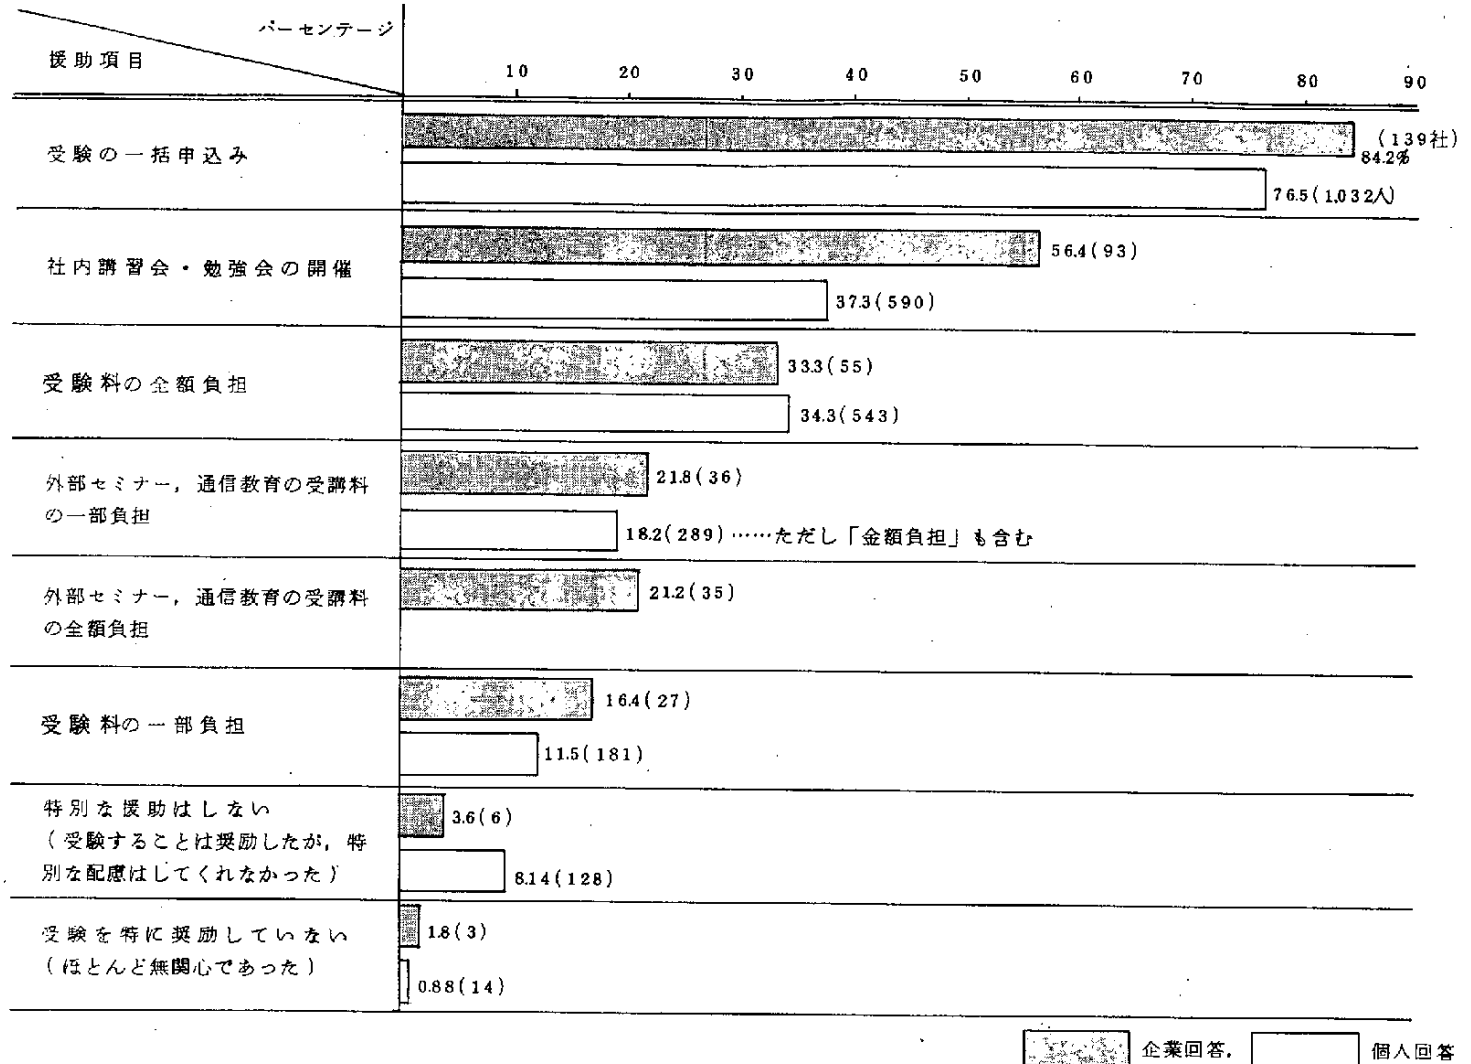 パーセンテージ
援助項目
10 20 30 40 50 60 70 80 90
受験の一括申込み
(139社)
84.2%
76.5(1,032人)
社内講習会・勉強会の開催
56.4(93)
37.3(590)
受験料の全額負担
33.3(55)
34.3(543)
外部セミナー，通信教育の受講料
の一部負担
21.8(36)
18.2(289)……ただし「金額負担」も含む
外部セミナー，通信教育の受講料
の全額負担
21.2(35)
受験料の一部負担
16.4(27)
11.5(181)
特別な援助はしない
(受験することは奨励したが，特
別な配慮はしてくれなかった)
3.6(6)
8.14(128)
受験を特に奨励していない
(ほとんど無関心であった)
1.8(3)
0.88(14)
企業回答， 個人回答